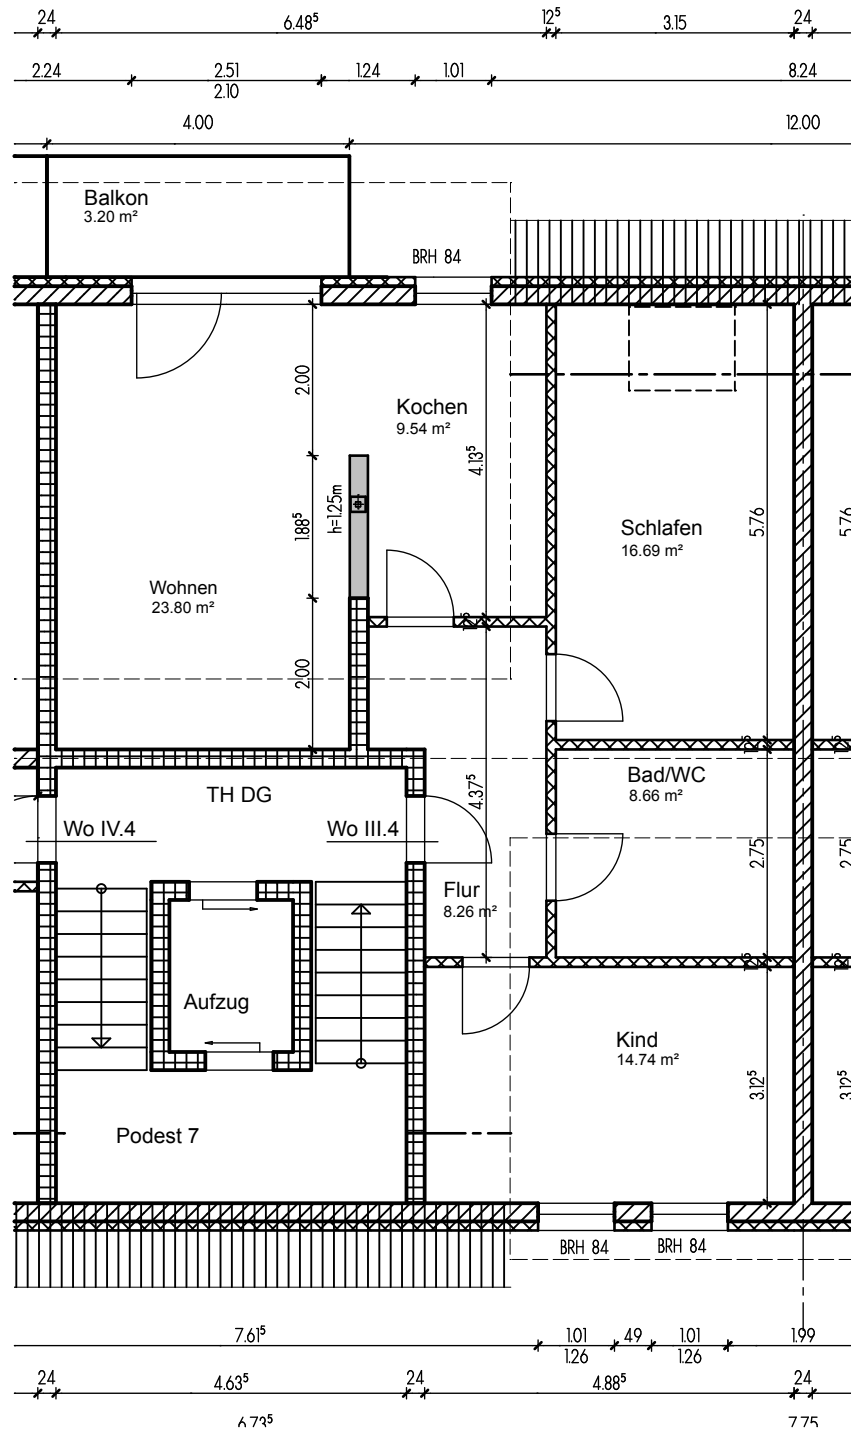 24 6.48⁵ 12⁵ 3.15 24
2.24 2.51 1.24 1.01 8.24
2.10
4.00 12.00
Balkon
3.20 m²
BRH 84
2.00
Kochen
9.54 m²
4.13⁵
h=1.25m
1.88⁵
Schlafen
16.69 m²
5.76
5.76
Wohnen
23.80 m²
2.00
TH DG
Bad/WC
8.66 m²
4.37⁵
Wo IV.4
Wo III.4
2.75
2.75
Flur
8.26 m²
Aufzug
Kind
14.74 m²
3.12⁵
3.12⁵
Podest 7
BRH 84 BRH 84
7.61⁵ 1.01 49 1.01 1.99
1.26 1.26
24 4.63⁵ 24 4.88⁵ 24
6.73⁵ 7.75